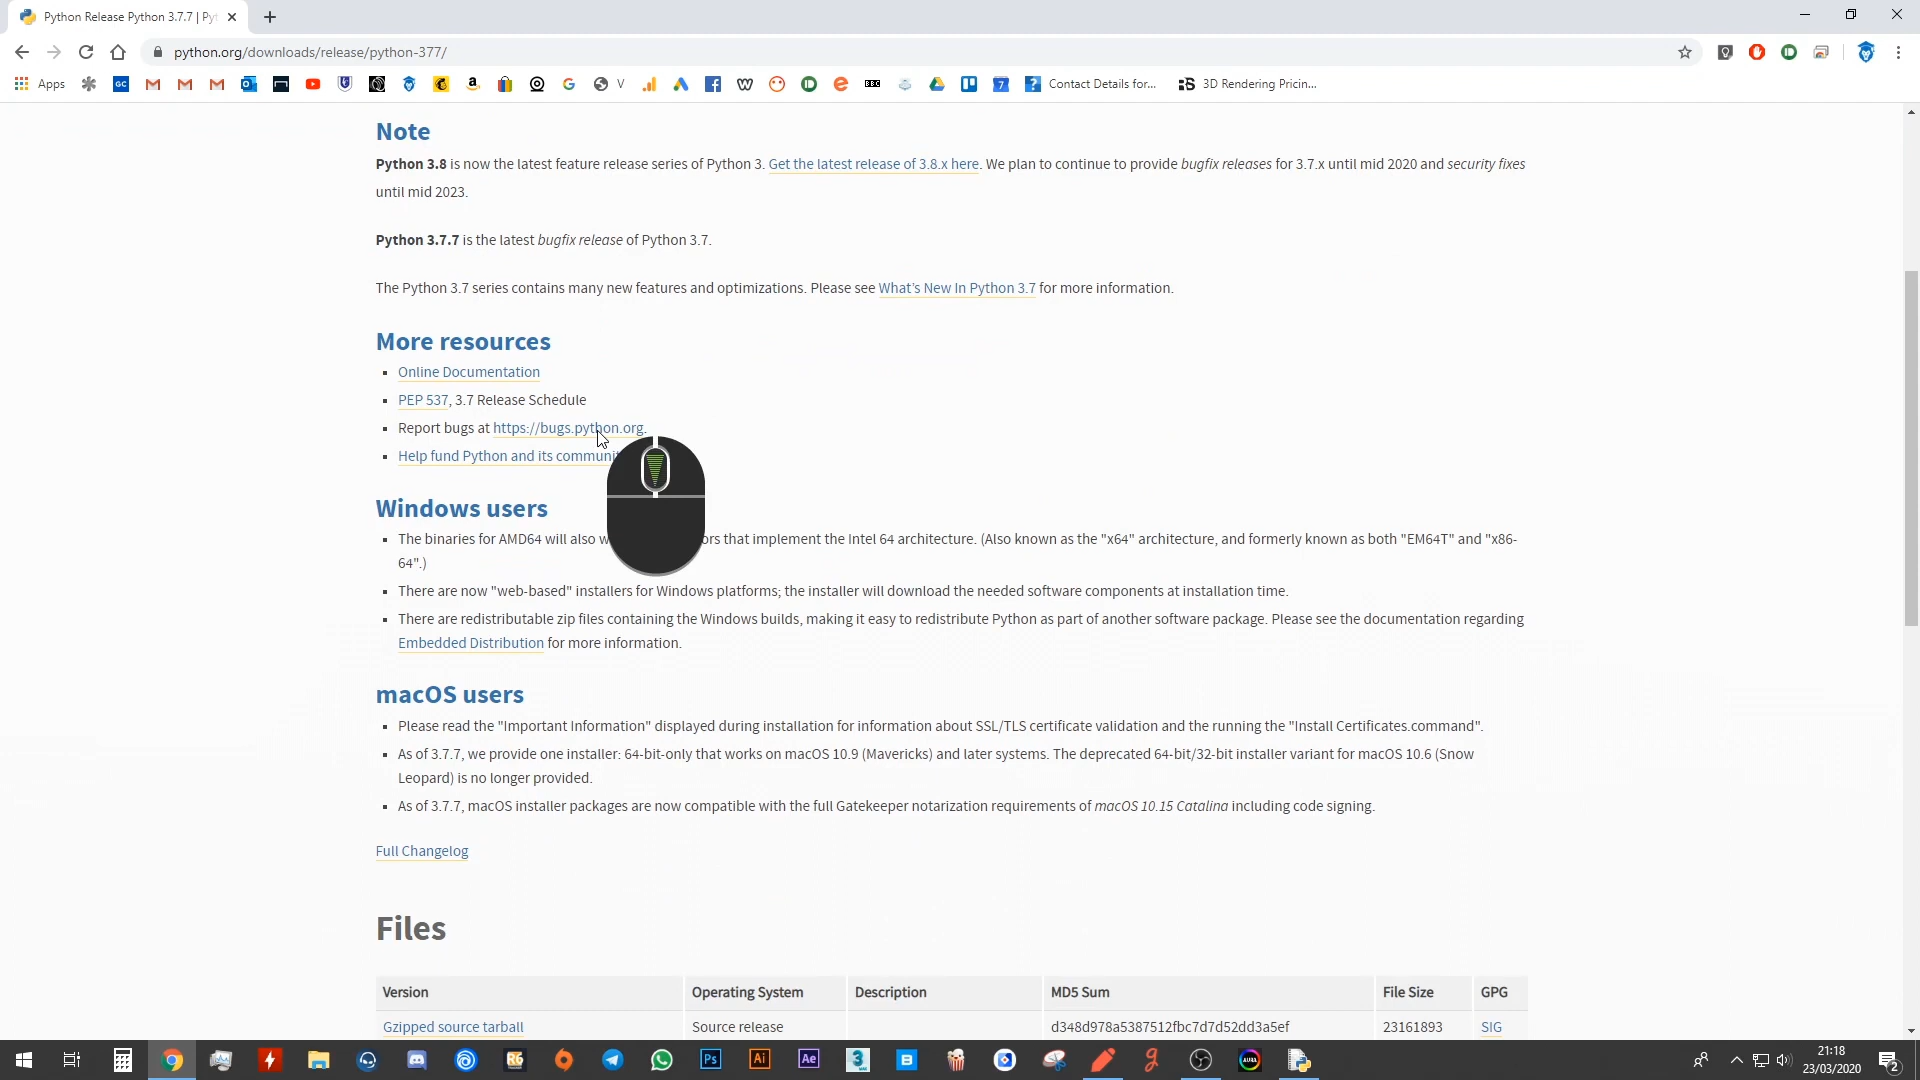 Python Release Python 3.7.7 | Py
python.org/downloads/release/python-377/
Apps
GC
V
BBC
7
Contact Details for...
3D Rendering Pricin...
Note
Python 3.8 is now the latest feature release series of Python 3. Get the latest release of 3.8.x here. We plan to continue to provide bugfix releases for 3.7.x until mid 2020 and security fixes
until mid 2023.
Python 3.7.7 is the latest bugfix release of Python 3.7.
The Python 3.7 series contains many new features and optimizations. Please see What's New In Python 3.7 for more information.
More resources
Online Documentation
PEP 537, 3.7 Release Schedule
Report bugs at https://bugs.python.org.
Help fund Python and its communit
Windows users
The binaries for AMD64 will also w ors that implement the Intel 64 architecture. (Also known as the "x64" architecture, and formerly known as both "EM64T" and "x86-
64".)
There are now "web-based" installers for Windows platforms; the installer will download the needed software components at installation time.
There are redistributable zip files containing the Windows builds, making it easy to redistribute Python as part of another software package. Please see the documentation regarding
Embedded Distribution for more information.
macOS users
Please read the "Important Information" displayed during installation for information about SSL/TLS certificate validation and the running the "Install Certificates.command".
As of 3.7.7, we provide one installer: 64-bit-only that works on macOS 10.9 (Mavericks) and later systems. The deprecated 64-bit/32-bit installer variant for macOS 10.6 (Snow
Leopard) is no longer provided.
As of 3.7.7, macOS installer packages are now compatible with the full Gatekeeper notarization requirements of macOS 10.15 Catalina including code signing.
Full Changelog
Files
Version Operating System Description MD5 Sum File Size GPG
Gzipped source tarball Source release d348d978a5387512fbc7d7d52dd3a5ef 23161893 SIG
R6 Ps Ai Ae 3 B g AURA
21:18
23/03/2020
2